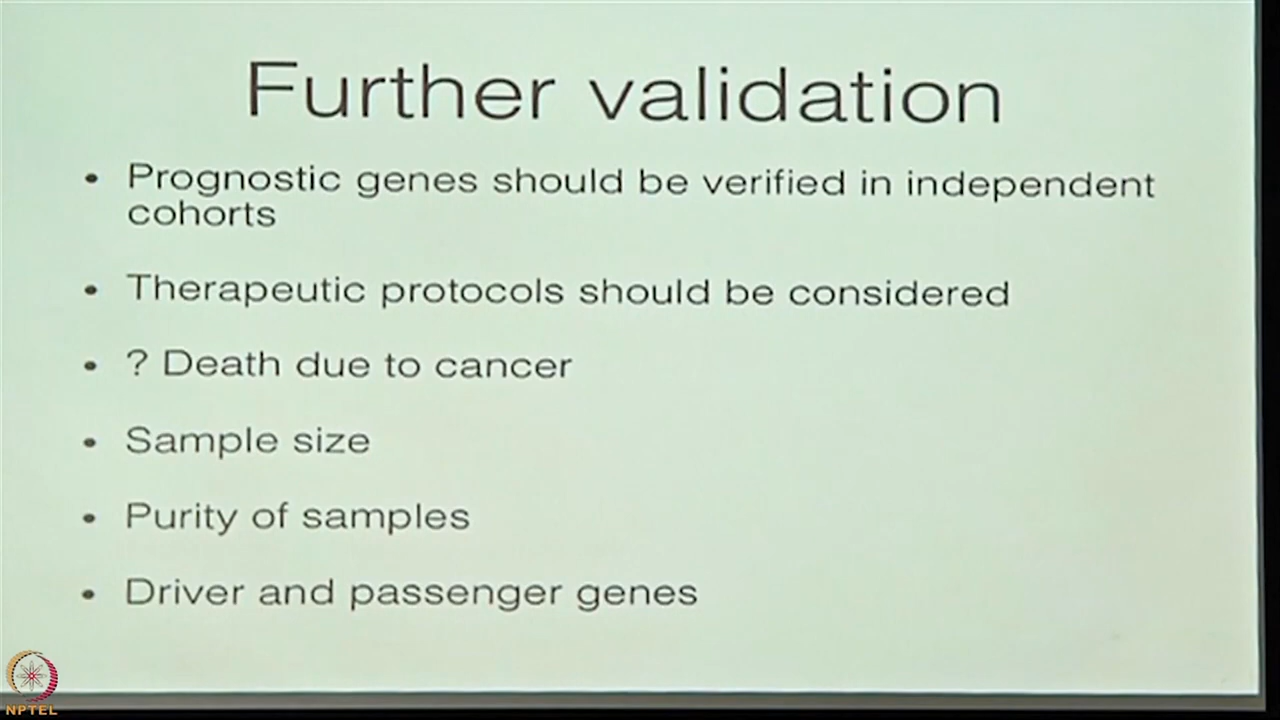 Further validation
• Prognostic genes should be verified in independent
cohorts
• Therapeutic protocols should be considered
• ? Death due to cancer
• Sample size
• Purity of samples
• Driver and passenger genes
NPTEL